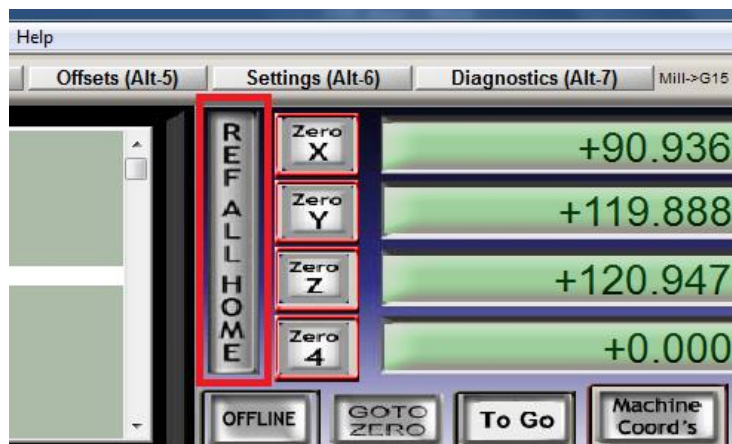 Help
Offsets (Alt-5) Settings (Alt-6) Diagnostics (Alt-7) Mill->G15
REF ALL HOME
Zero X +90.936
Zero Y +119.888
Zero Z +120.947
Zero 4 +0.000
OFFLINE GOTO ZERO To Go Machine Coord's